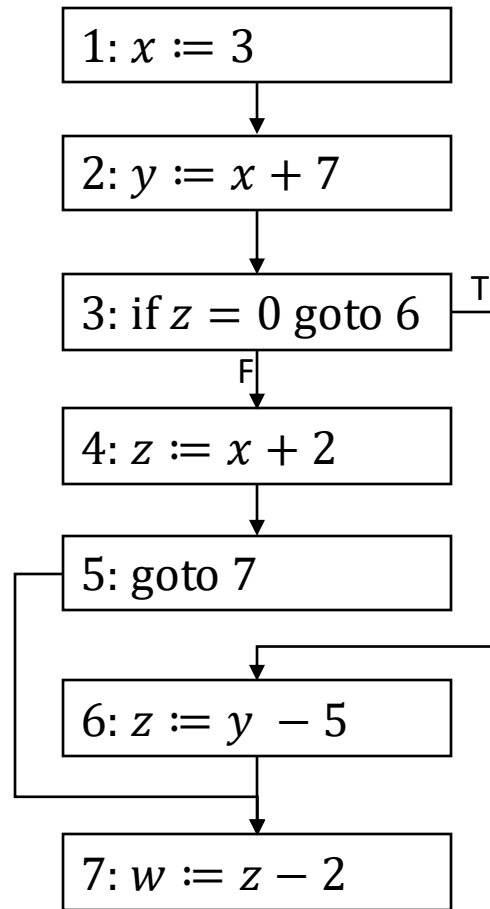 1: x := 3
2: y := x + 7
3: if z = 0 goto 6
T
F
4: z := x + 2
5: goto 7
6: z := y − 5
7: w := z − 2